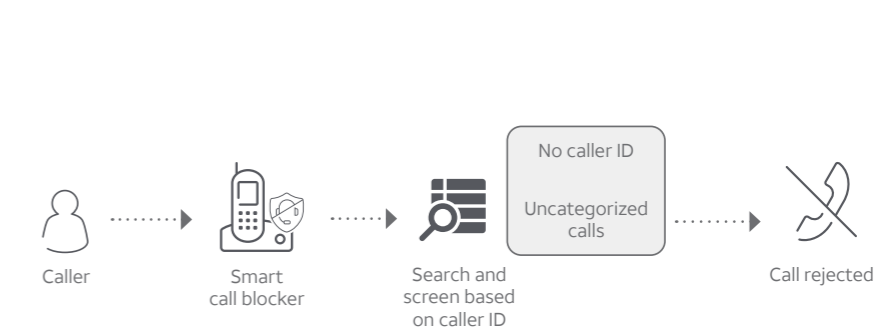 No caller ID
Uncategorized
calls
Caller
Smart
call blocker
Search and
screen based
on caller ID
Call rejected